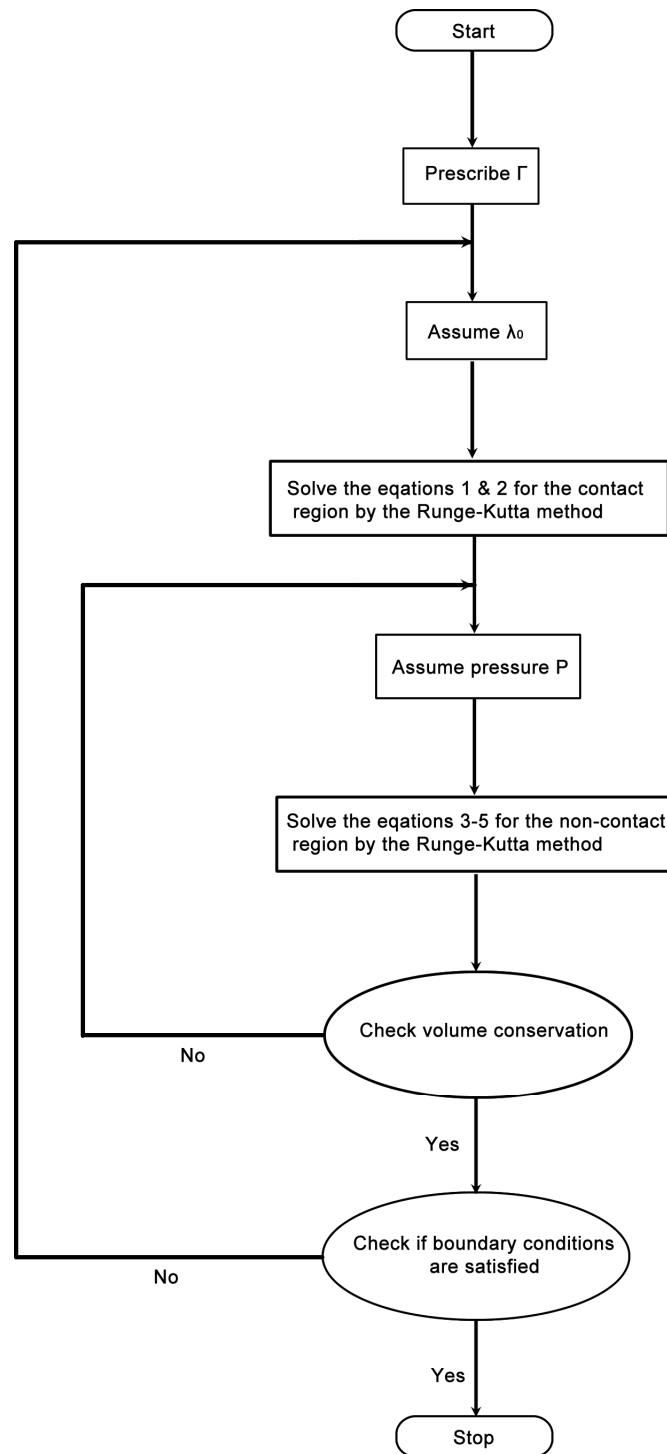 Start
Prescribe Γ
Assume λ₀
Solve the eqations 1 & 2 for the contact
region by the Runge-Kutta method
Assume pressure P
Solve the eqations 3-5 for the non-contact
region by the Runge-Kutta method
Check volume conservation
No
Yes
Check if boundary conditions
are satisfied
No
Yes
Stop